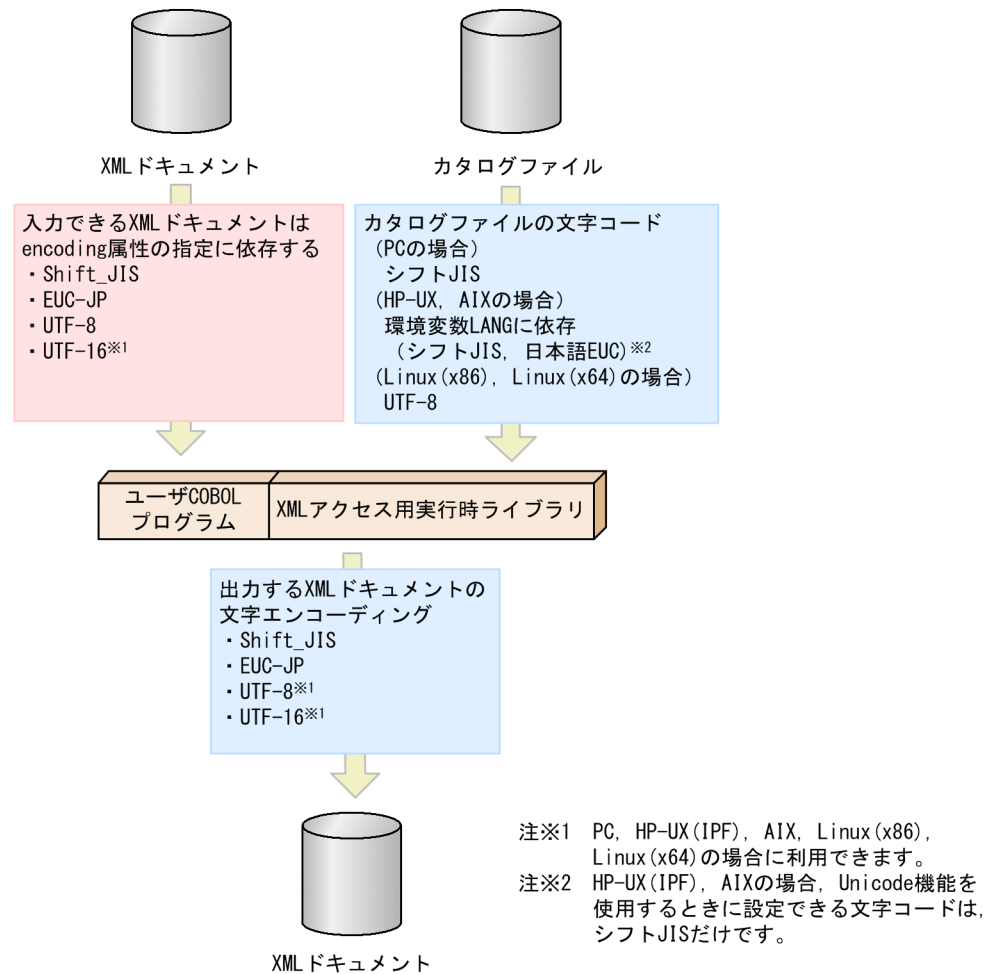 XMLドキュメント
カタログファイル
入力できるXMLドキュメントは
encoding属性の指定に依存する
・Shift_JIS
・EUC-JP
・UTF-8
・UTF-16※1
カタログファイルの文字コード
(PCの場合)
シフトJIS
(HP-UX, AIXの場合)
環境変数LANGに依存
(シフトJIS, 日本語EUC)※2
(Linux(x86), Linux(x64)の場合)
UTF-8
ユーザCOBOL
プログラム
XMLアクセス用実行時ライブラリ
出力するXMLドキュメントの
文字エンコーディング
・Shift_JIS
・EUC-JP
・UTF-8※1
・UTF-16※1
XMLドキュメント
注※1 PC, HP-UX(IPF), AIX, Linux(x86),
Linux(x64)の場合に利用できます。
注※2 HP-UX(IPF), AIXの場合, Unicode機能を
使用するときに設定できる文字コードは,
シフトJISだけです。